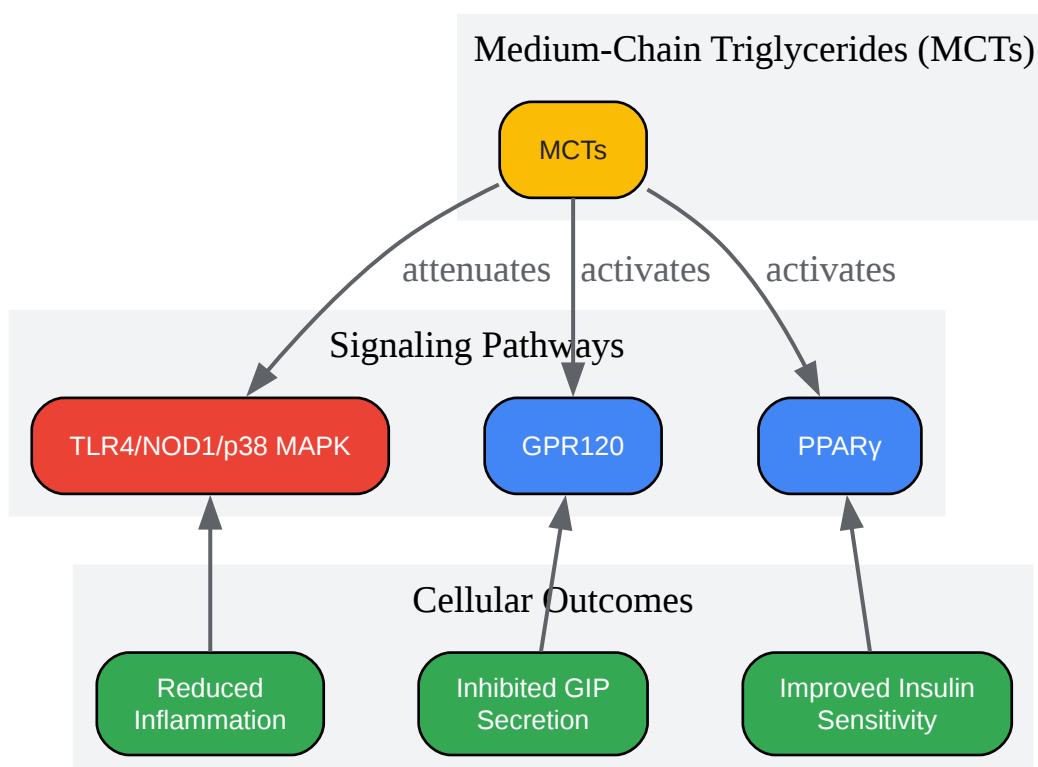 Medium-Chain Triglycerides (MCTs)
MCTs
attenuates
activates
activates
Signaling Pathways
TLR4/NOD1/p38 MAPK
GPR120
PPARγ
Cellular Outcomes
Reduced
Inflammation
Inhibited GIP
Secretion
Improved Insulin
Sensitivity